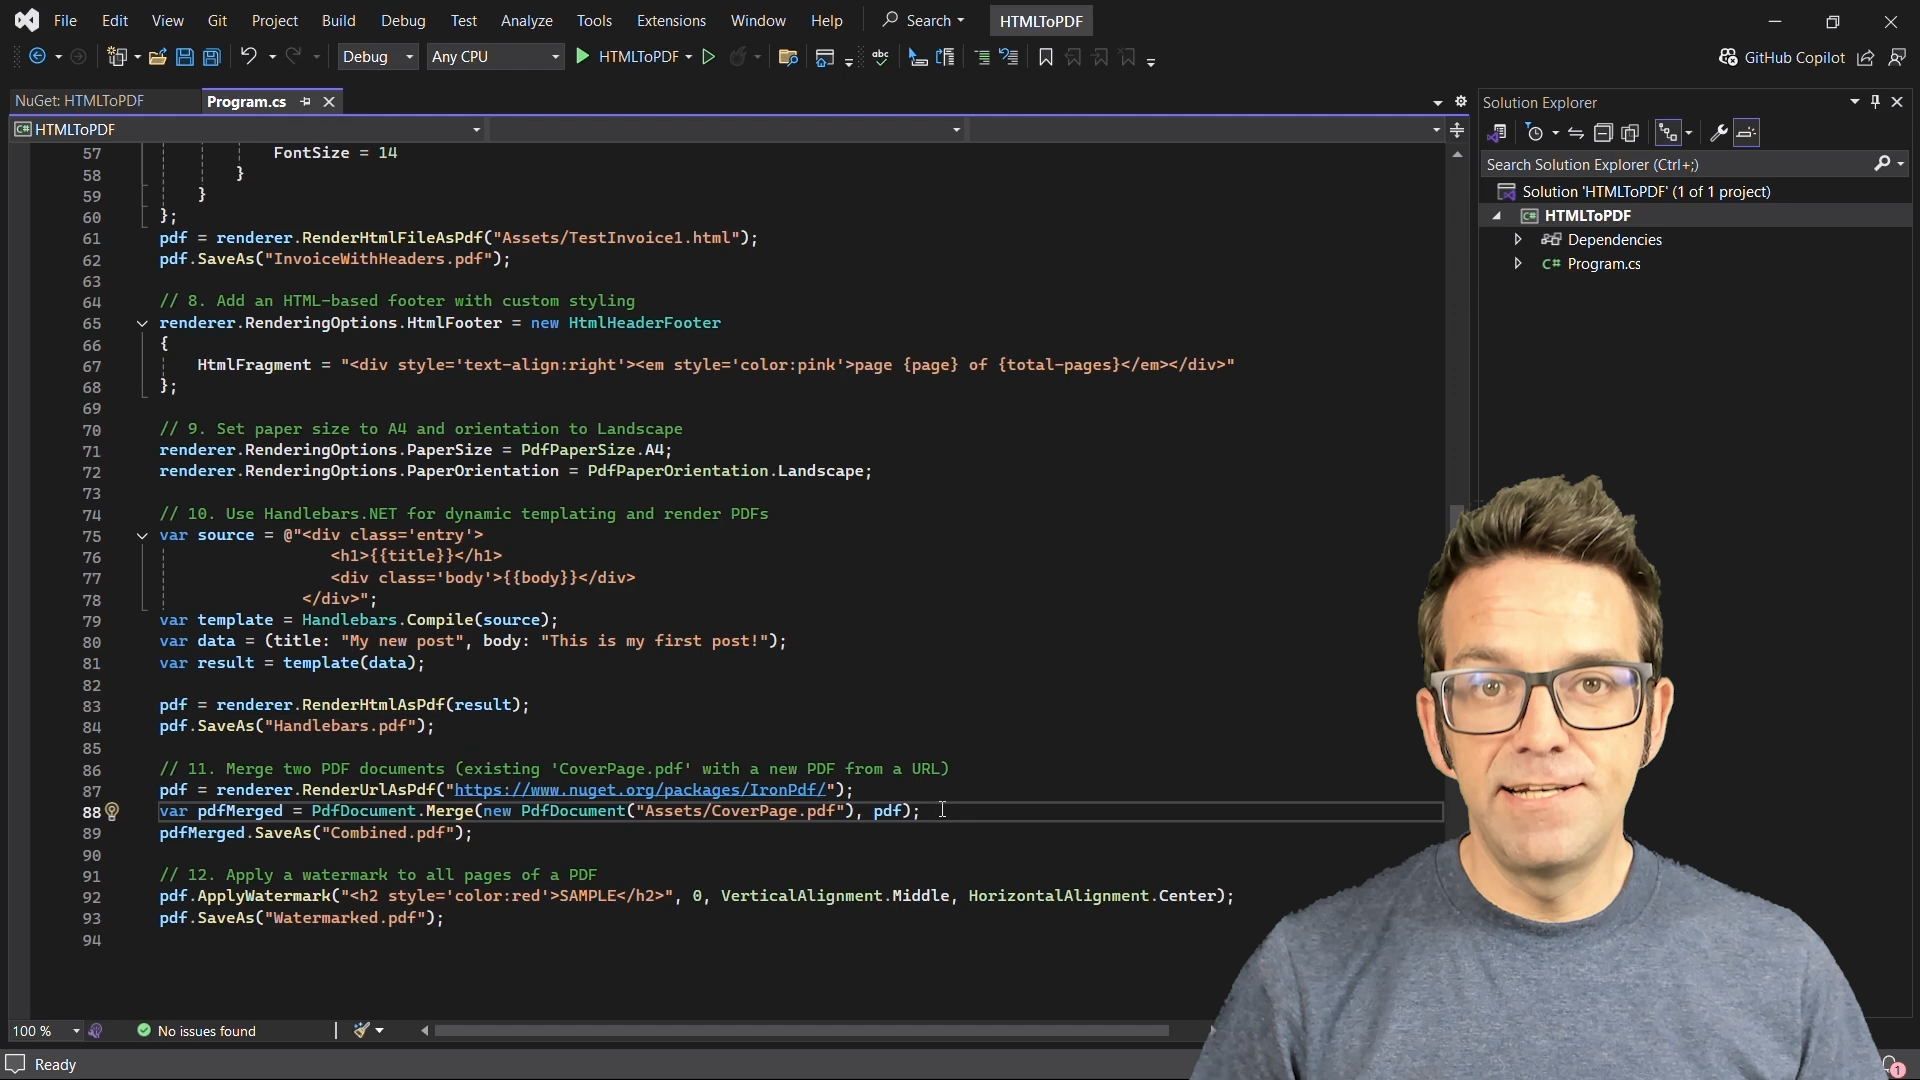 File Edit View Git Project Build Debug Test Analyze Tools Extensions Window Help Search HTMLToPDF
Debug Any CPU HTMLToPDF abc GitHub Copilot
NuGet: HTMLToPDF Program.cs
C# HTMLToPDF
57 FontSize = 14
58 }
59 }
60 };
61 pdf = renderer.RenderHtmlFileAsPdf("Assets/TestInvoice1.html");
62 pdf.SaveAs("InvoiceWithHeaders.pdf");
63
64 // 8. Add an HTML-based footer with custom styling
65 renderer.RenderingOptions.HtmlFooter = new HtmlHeaderFooter
66 {
67 HtmlFragment = "<div style='text-align:right'><em style='color:pink'>page {page} of {total-pages}</em></div>"
68 };
69
70 // 9. Set paper size to A4 and orientation to Landscape
71 renderer.RenderingOptions.PaperSize = PdfPaperSize.A4;
72 renderer.RenderingOptions.PaperOrientation = PdfPaperOrientation.Landscape;
73
74 // 10. Use Handlebars.NET for dynamic templating and render PDFs
75 var source = @"<div class='entry'>
76 <h1>{{title}}</h1>
77 <div class='body'>{{body}}</div>
78 </div>";
79 var template = Handlebars.Compile(source);
80 var data = (title: "My new post", body: "This is my first post!");
81 var result = template(data);
82
83 pdf = renderer.RenderHtmlAsPdf(result);
84 pdf.SaveAs("Handlebars.pdf");
85
86 // 11. Merge two PDF documents (existing 'CoverPage.pdf' with a new PDF from a URL)
87 pdf = renderer.RenderUrlAsPdf("https://www.nuget.org/packages/IronPdf/");
88 var pdfMerged = PdfDocument.Merge(new PdfDocument("Assets/CoverPage.pdf"), pdf);
89 pdfMerged.SaveAs("Combined.pdf");
90
91 // 12. Apply a watermark to all pages of a PDF
92 pdf.ApplyWatermark("<h2 style='color:red'>SAMPLE</h2>", 0, VerticalAlignment.Middle, HorizontalAlignment.Center);
93 pdf.SaveAs("Watermarked.pdf");
94
100 % No issues found
Ready
Solution Explorer
Search Solution Explorer (Ctrl+;)
Solution 'HTMLToPDF' (1 of 1 project)
C# HTMLToPDF
Dependencies
C# Program.cs
1